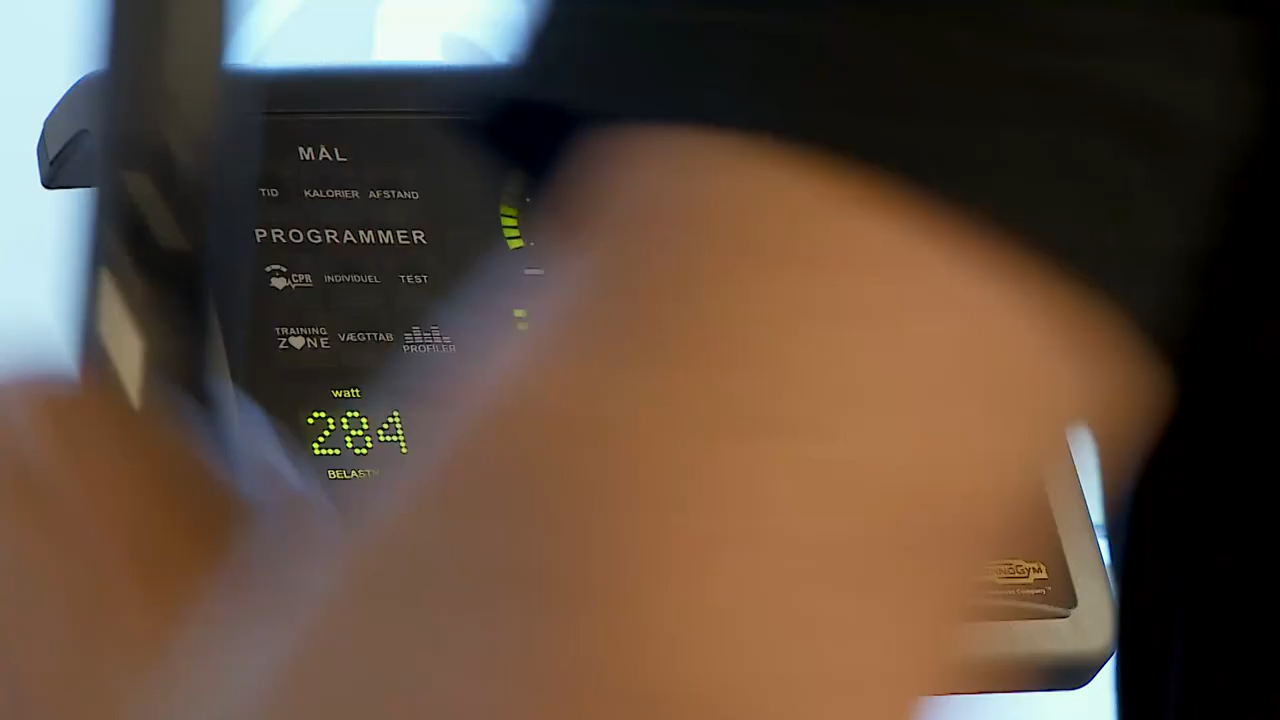 MÅL
TID KALORIER AFSTAND
PROGRAMMER
CPR INDIVIDUEL TEST
TRAINING
ZONE VÆGTTAB PROFILER
watt
284